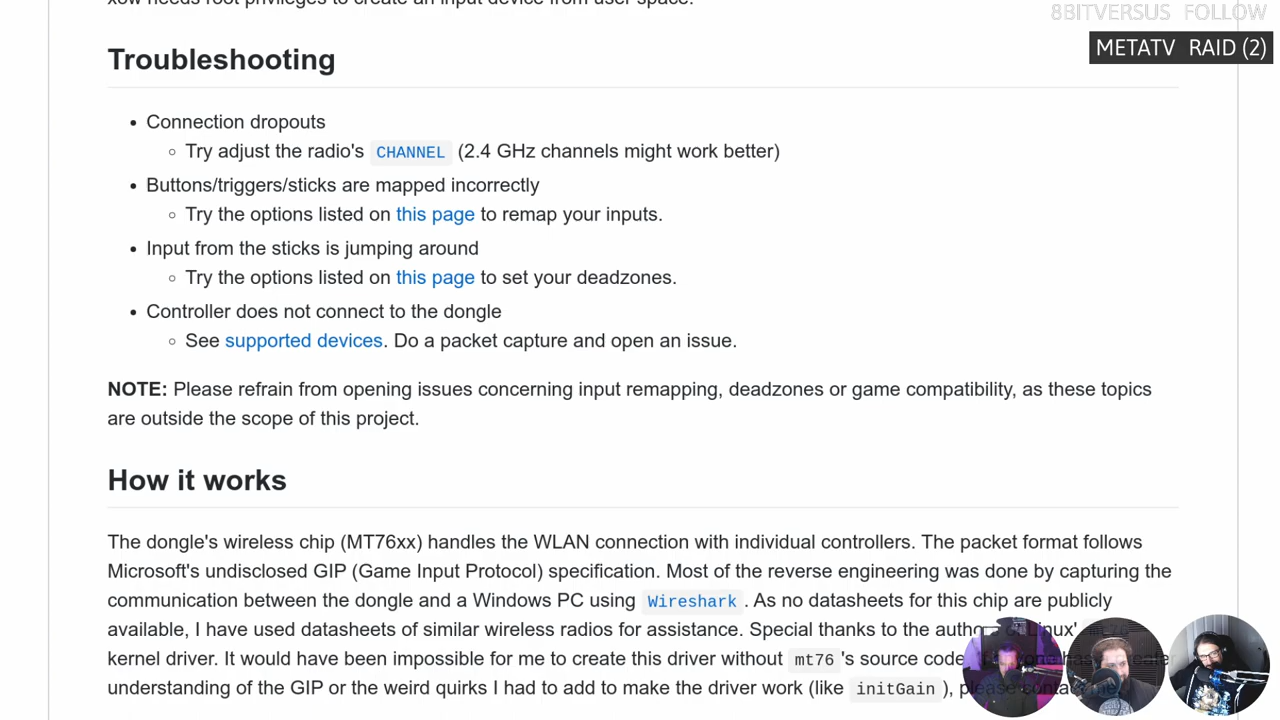 xow needs root privileges to create an input device from user space.
8BITVERSUS FOLLOW
METATV RAID (2)
Troubleshooting
Connection dropouts
Try adjust the radio's CHANNEL (2.4 GHz channels might work better)
Buttons/triggers/sticks are mapped incorrectly
Try the options listed on this page to remap your inputs.
Input from the sticks is jumping around
Try the options listed on this page to set your deadzones.
Controller does not connect to the dongle
See supported devices. Do a packet capture and open an issue.
NOTE: Please refrain from opening issues concerning input remapping, deadzones or game compatibility, as these topics
are outside the scope of this project.
How it works
The dongle's wireless chip (MT76xx) handles the WLAN connection with individual controllers. The packet format follows
Microsoft's undisclosed GIP (Game Input Protocol) specification. Most of the reverse engineering was done by capturing the
communication between the dongle and a Windows PC using Wireshark. As no datasheets for this chip are publicly
available, I have used datasheets of similar wireless radios for assistance. Special thanks to the Linux'
kernel driver. It would have been impossible for me to create this driver without mt76's source code.
understanding of the GIP or the weird quirks I had to add to make the driver work (like initGain), please contact me.